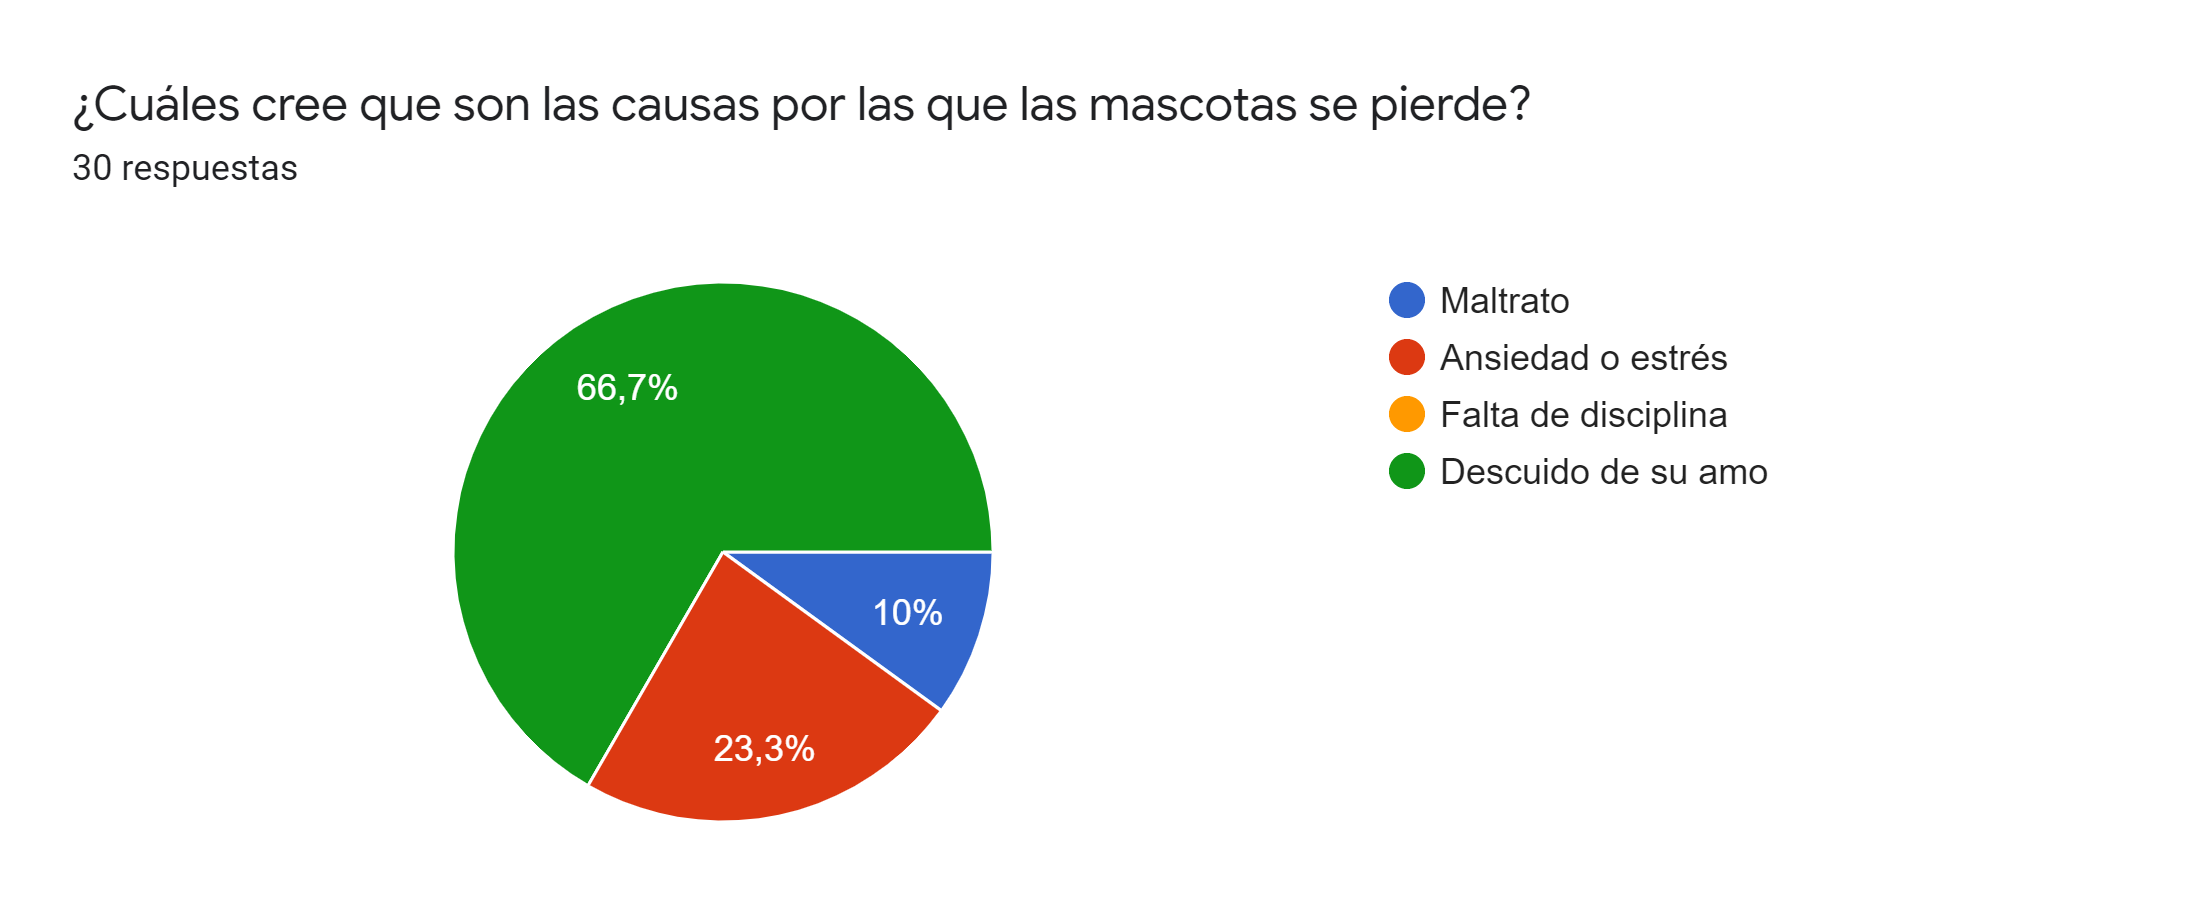 ¿Cuáles cree que son las causas por las que las mascotas se pierde?
30 respuestas
66,7%
10%
23,3%
Maltrato
Ansiedad o estrés
Falta de disciplina
Descuido de su amo